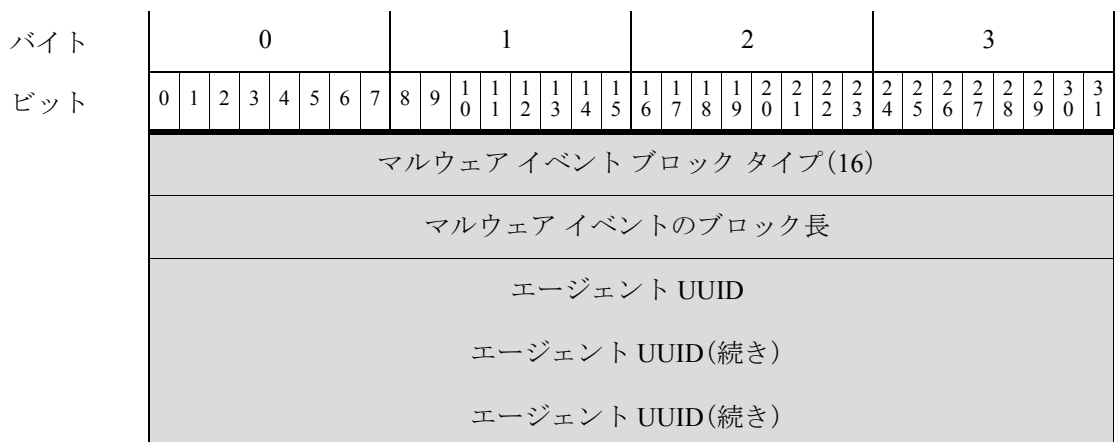 バイト 0 1 2 3
ビット 0 1 2 3 4 5 6 7 8 9 10 11 12 13 14 15 16 17 18 19 20 21 22 23 24 25 26 27 28 29 30 31
マルウェア イベント ブロック タイプ(16)
マルウェア イベントのブロック長
エージェント UUID
エージェント UUID(続き)
エージェント UUID(続き)